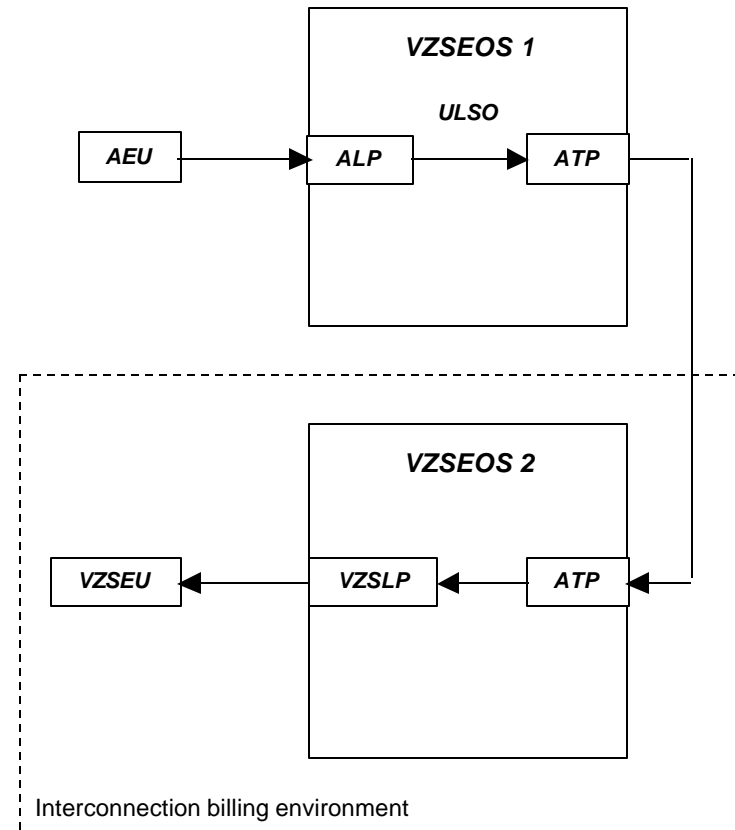 VZSEOS 1
ULSO
AEU
ALP
ATP
VZSEOS 2
VZSEU
VZSLP
ATP
Interconnection billing environment